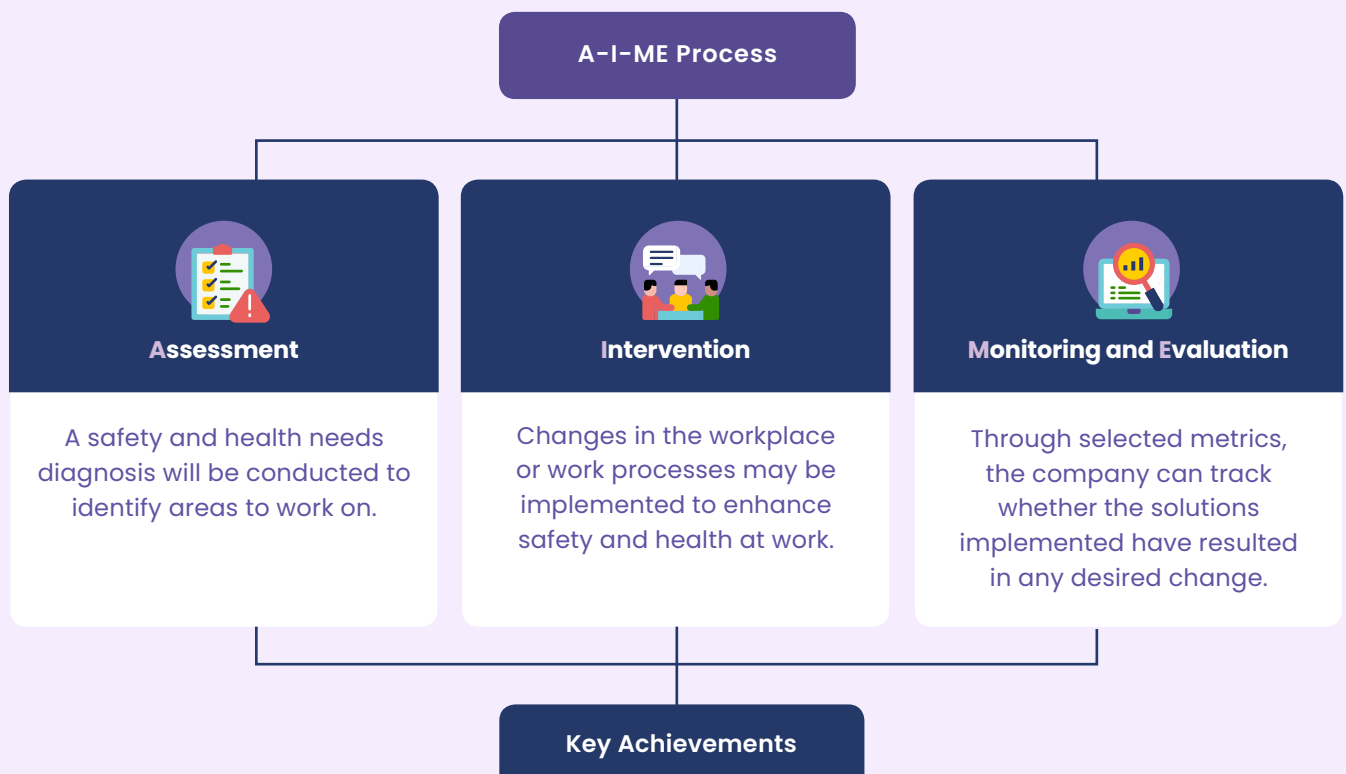 A-I-ME Process
Assessment
A safety and health needs
diagnosis will be conducted to
identify areas to work on.
Intervention
Changes in the workplace
or work processes may be
implemented to enhance
safety and health at work.
Monitoring and Evaluation
Through selected metrics,
the company can track
whether the solutions
implemented have resulted
in any desired change.
Key Achievements